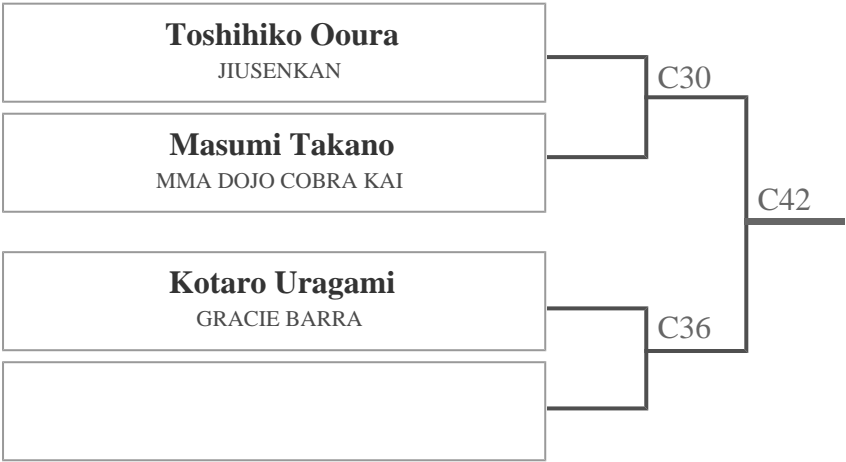 Toshihiko Ooura
JIUSENKAN
C30
Masumi Takano
MMA DOJO COBRA KAI
C42
Kotaro Uragami
GRACIE BARRA
C36